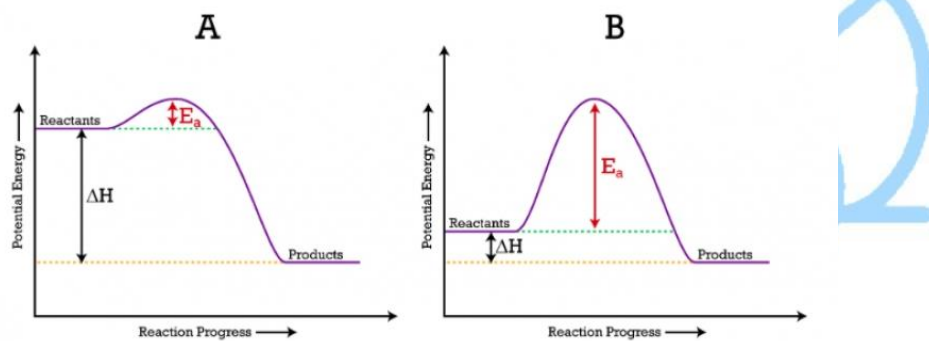 A
Potential Energy
Reactants
Ea
ΔH
Products
Reaction Progress
B
Potential Energy
Reactants
Ea
ΔH
Products
Reaction Progress